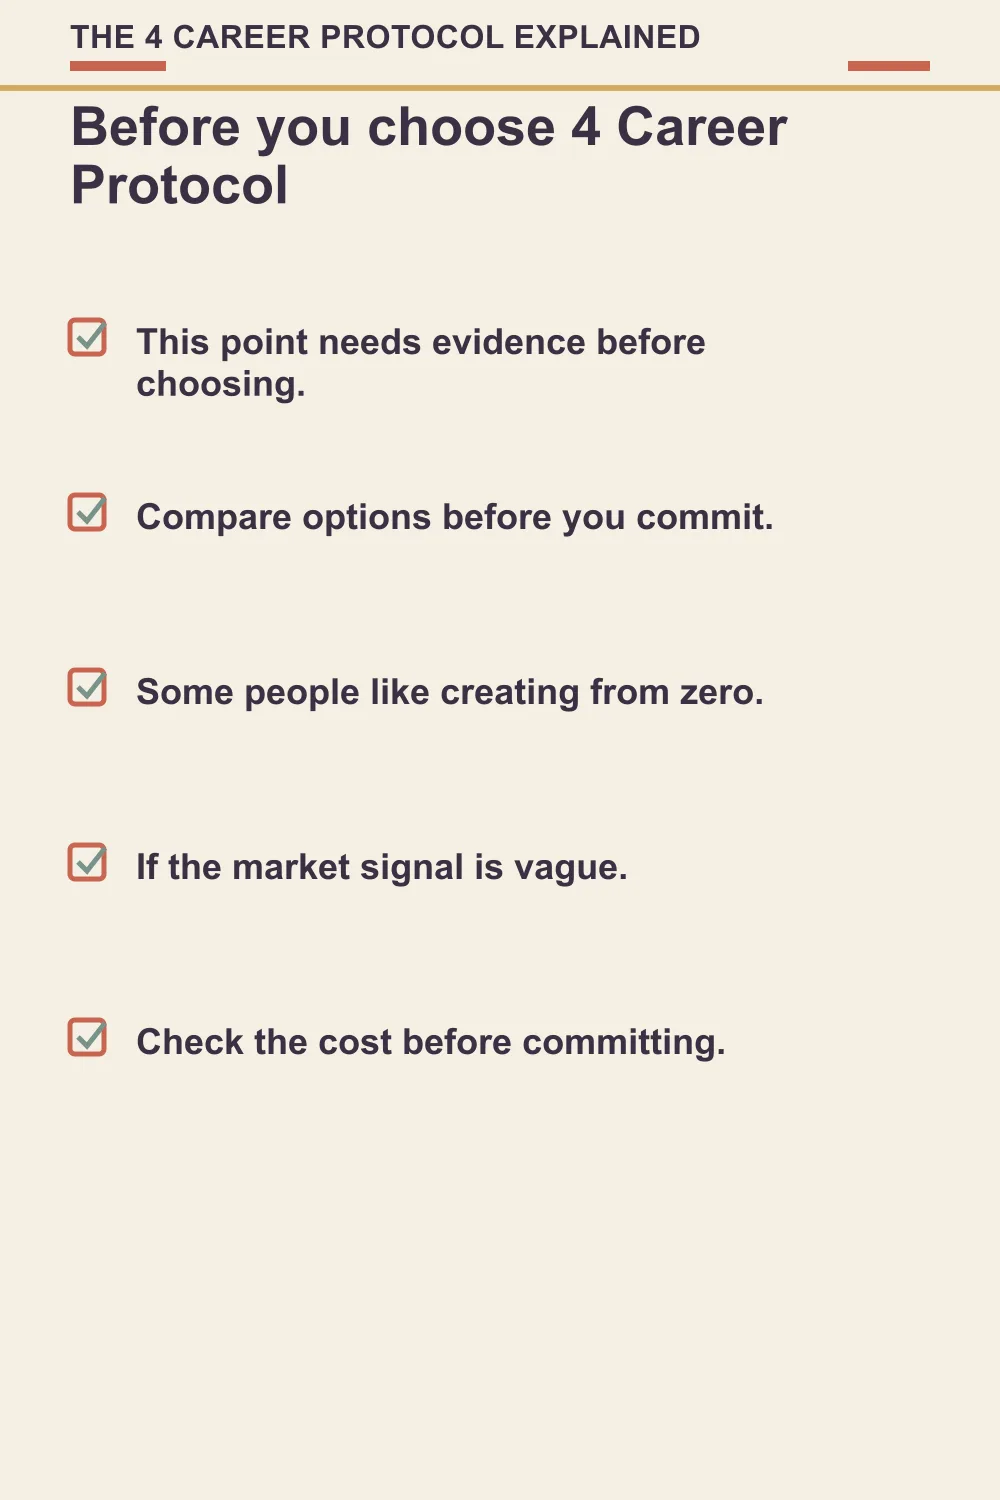 THE 4 CAREER PROTOCOL EXPLAINED
Before you choose 4 Career
Protocol
This point needs evidence before
choosing.
Compare options before you commit.
Some people like creating from zero.
If the market signal is vague.
Check the cost before committing.